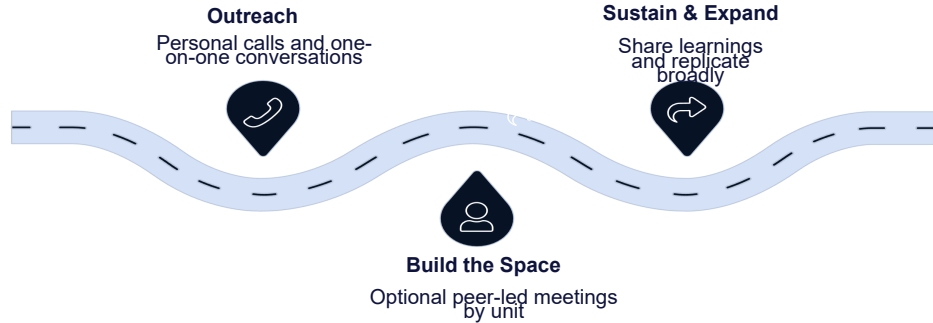 Outreach
Personal calls and one-
on-one conversations
Sustain & Expand
Share learnings
and replicate
broadly
Build the Space
Optional peer-led meetings
by unit